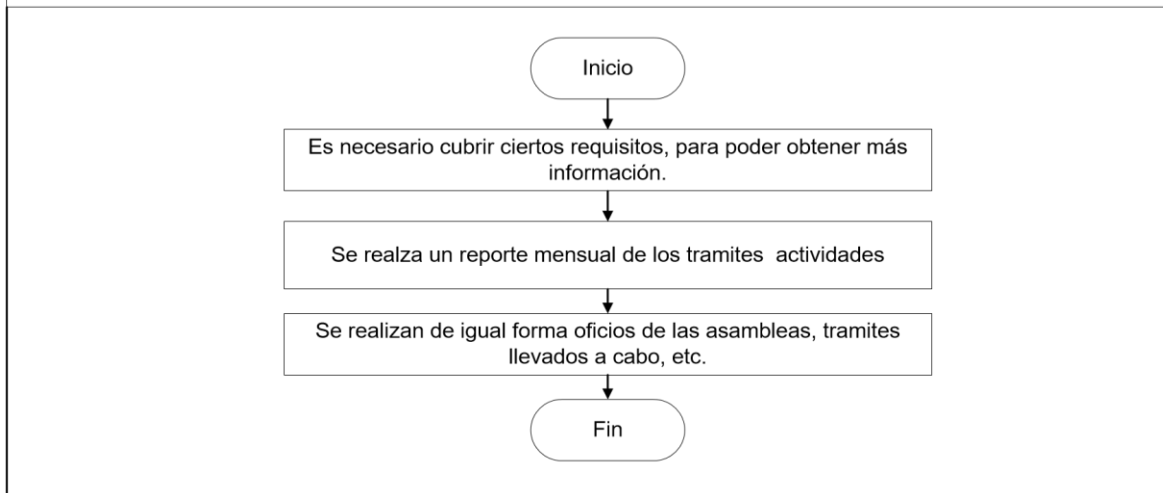 Inicio
Es necesario cubrir ciertos requisitos, para poder obtener más
información.
Se realza un reporte mensual de los tramites  actividades
Se realizan de igual forma oficios de las asambleas, tramites
llevados a cabo, etc.
Fin